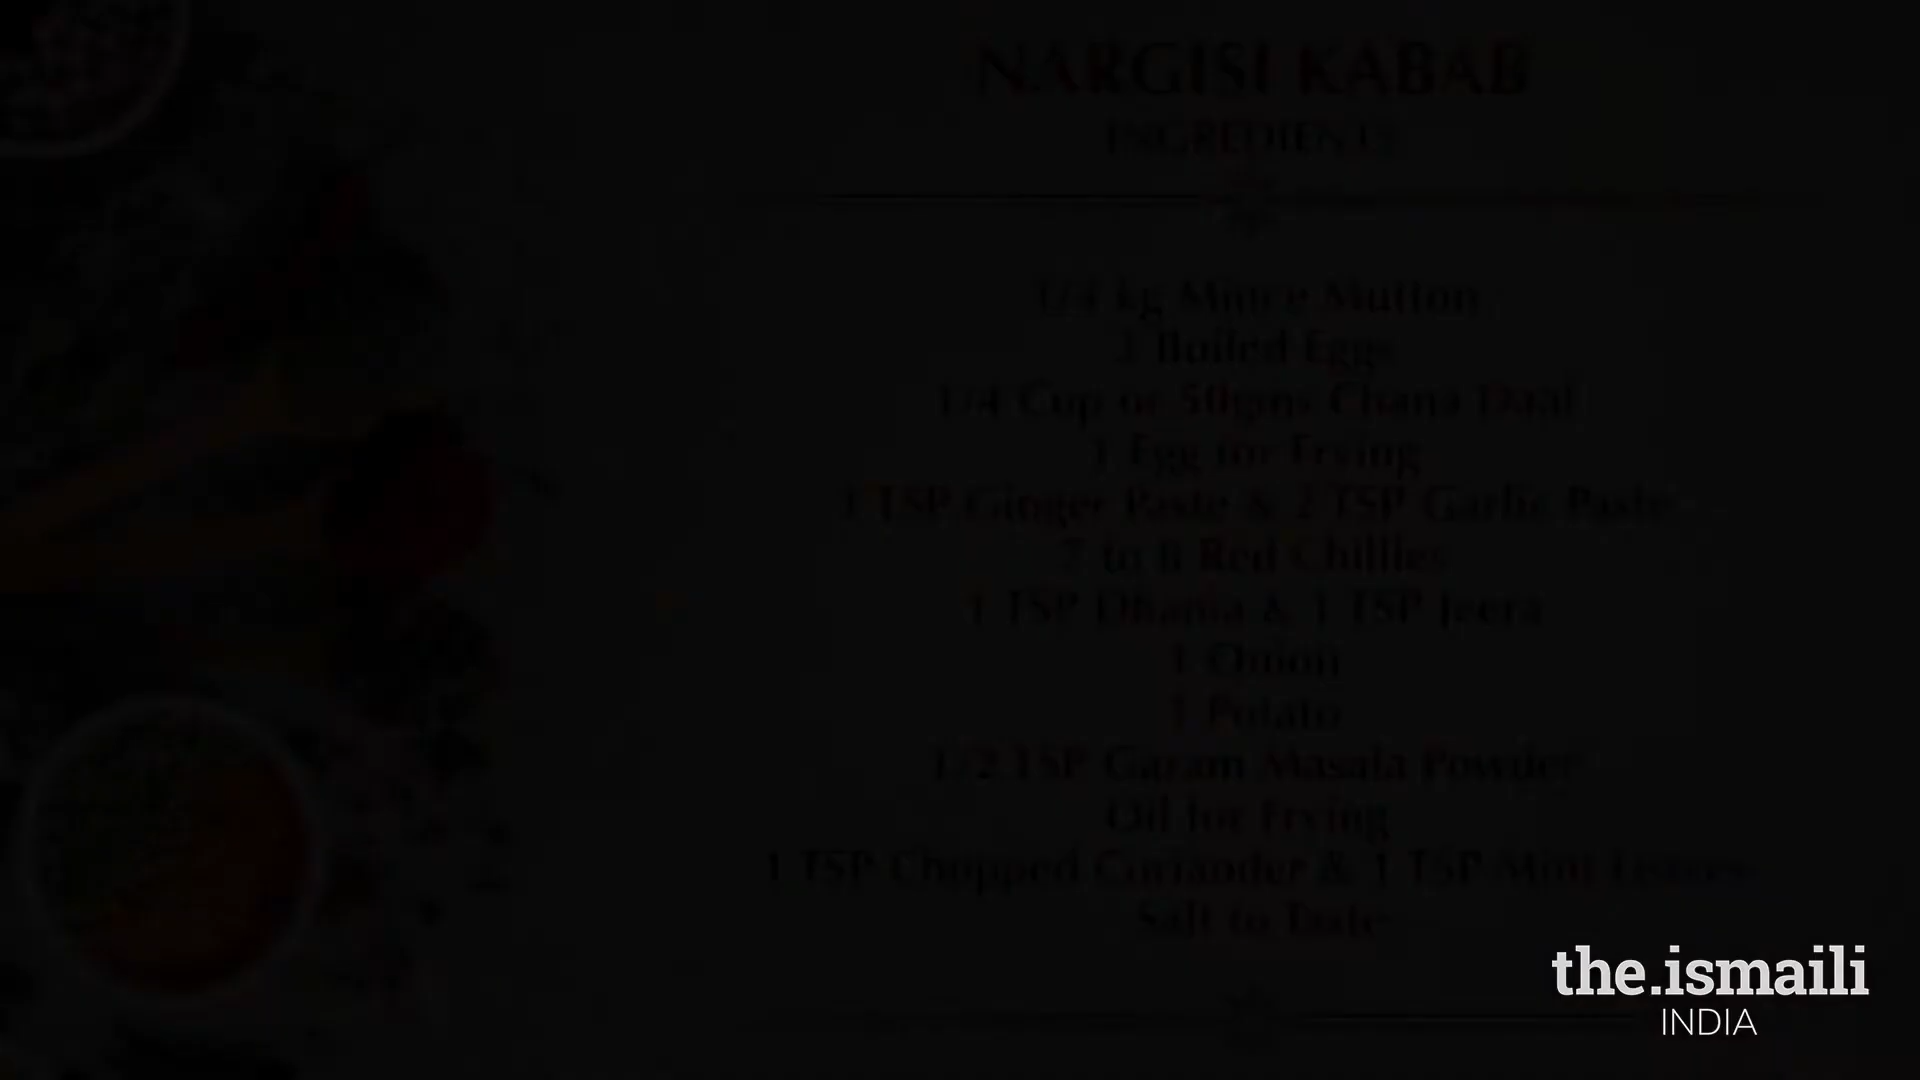 NARGISI KABAB
INGREDIENTS
1/4 kg Mince Mutton
Boiled Eggs
1/4 Cup or 50gms Chana Daal
1 Egg for Frying
1 TSP Ginger Paste & 1 TSP Garlic Paste
7 to 8 Red Chillies
1 TSP Dhania & 1 TSP Jeera
1 Onion
1 Potato
1/2 TSP Garam Masala Powder
Oil for Frying
1 TSP Chopped Coriander & 1 TSP Mint Leaves
Salt to Taste
the.ismaili
INDIA